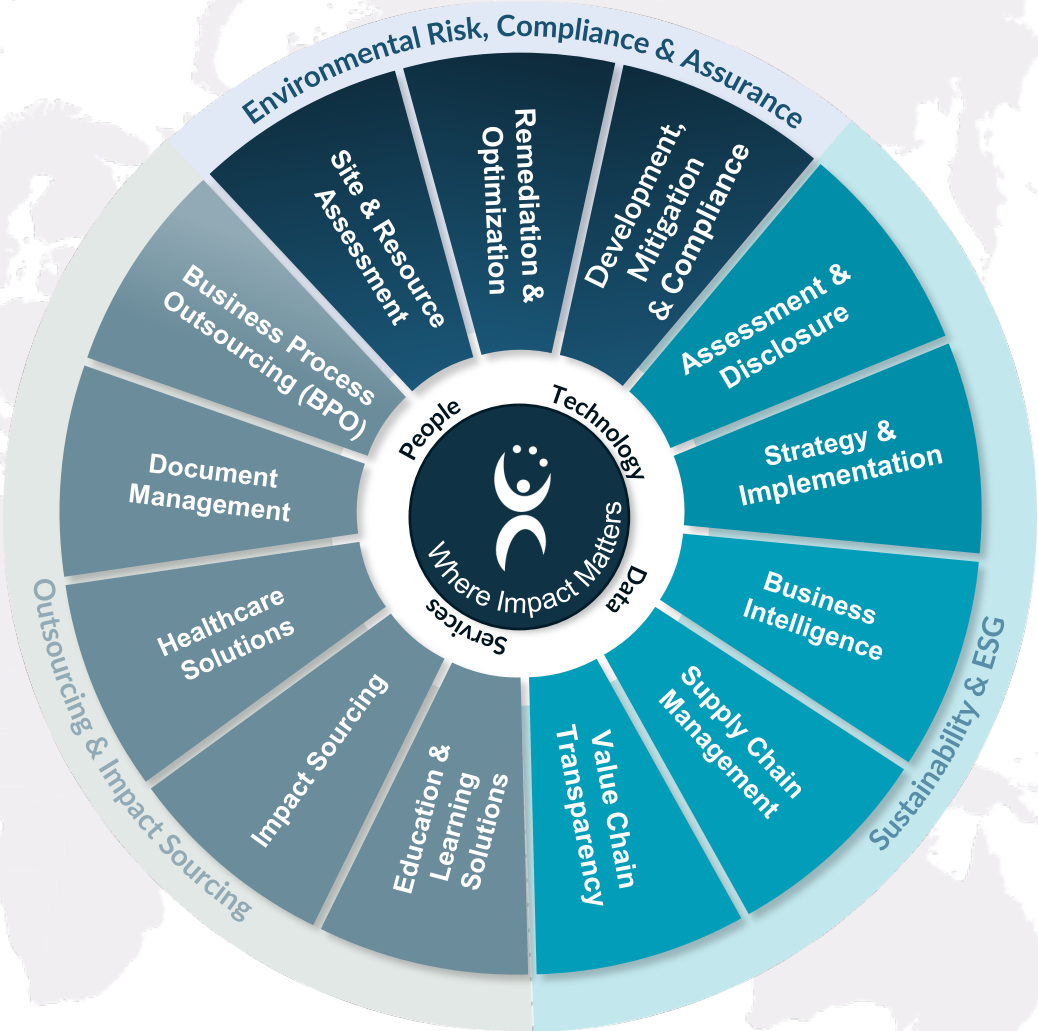 Environmental Risk, Compliance & Assurance
Site & Resource
Assessment
Remediation &
Optimization
Development,
Mitigation
& Compliance
Sustainability & ESG
Assessment &
Disclosure
Strategy &
Implementation
Business
Intelligence
Supply Chain
Management
Value Chain
Transparency
Outsourcing & Impact Sourcing
Education &
Learning
Solutions
Impact Sourcing
Healthcare
Solutions
Document
Management
Business Process
Outsourcing (BPO)
People
Technology
Data
Services
Where Impact Matters